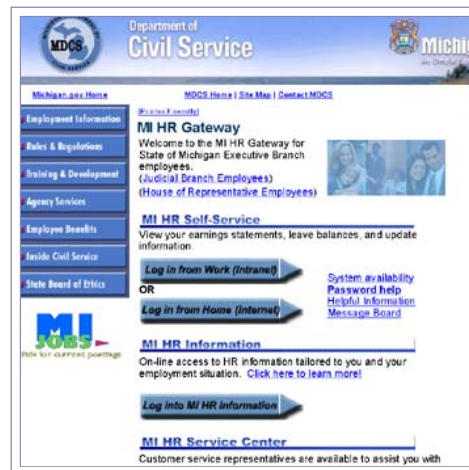 MDCS
Department of
Civil Service
Michig
Michigan.gov Home
MDCS Home | Site Map | Contact MDCS
[Printer Friendly]
Employment Information
Rules & Regulations
Training & Development
Agency Services
Employee Benefits
Inside Civil Service
State Board of Ethics
MI
JOBS
for current postings
MI HR Gateway
Welcome to the MI HR Gateway for
State of Michigan Executive Branch
employees.
(Judicial Branch Employees)
(House of Representative Employees)
MI HR Self-Service
View your earnings statements, leave balances, and update
information.
Log in from Work (Intranet)
OR
Log in from Home (Internet)
System availability
Password help
Helpful Information
Message Board
MI HR Information
On-line access to HR information tailored to you and your
employment situation. Click here to learn more!
Log into MI HR Information
MI HR Service Center
Customer service representatives are available to assist you with